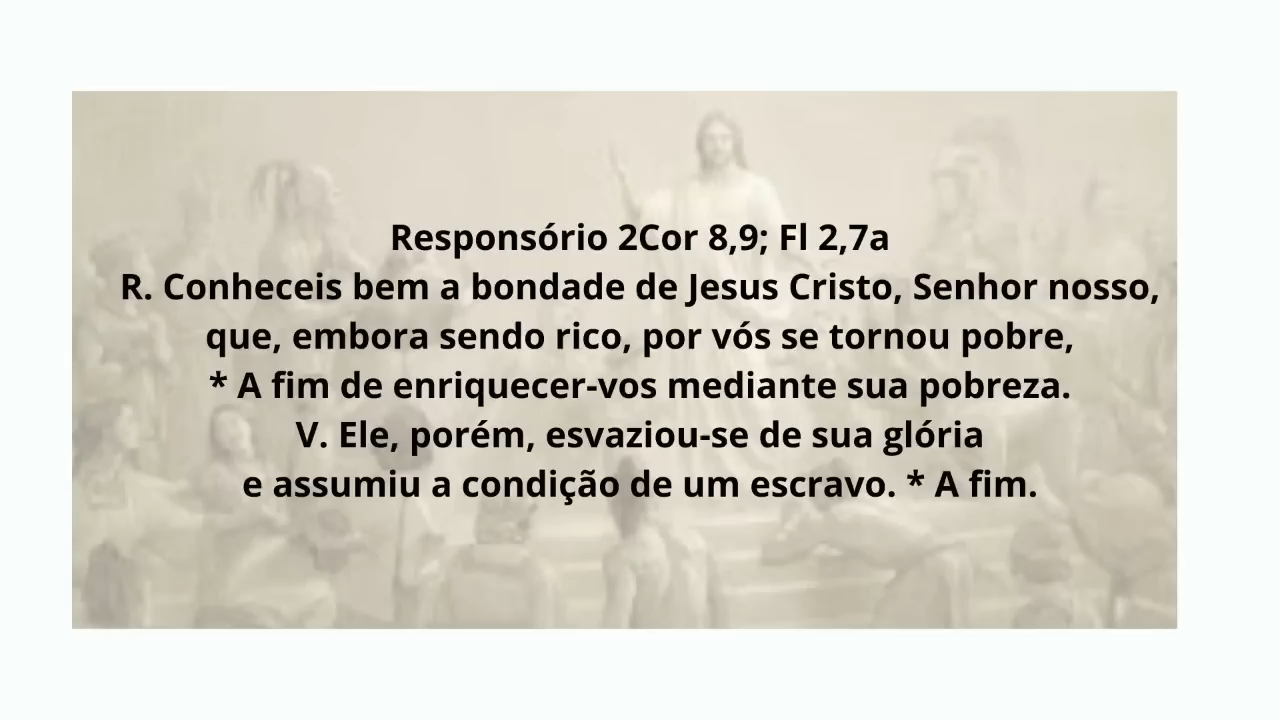 Responsório 2Cor 8,9; Fl 2,7a
R. Conheceis bem a bondade de Jesus Cristo, Senhor nosso,
que, embora sendo rico, por vós se tornou pobre,
* A fim de enriquecer-vos mediante sua pobreza.
V. Ele, porém, esvaziou-se de sua glória
e assumiu a condição de um escravo. * A fim.